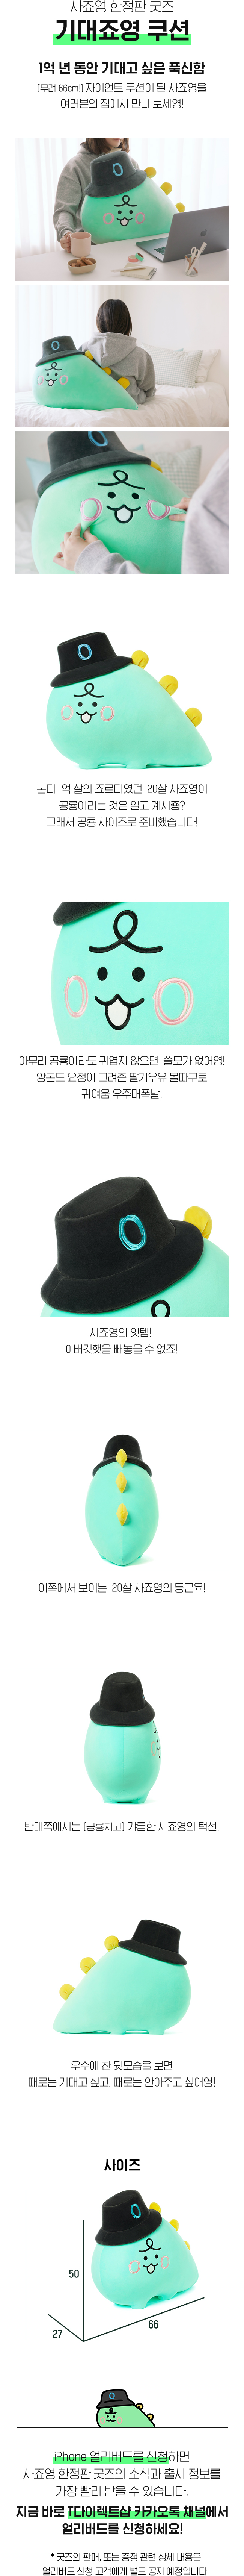 사죠영 한정판 굿즈
기대죠영 쿠션
1억 년 동안 기대고 싶은 푹신함
(무려 66cm!) 자이언트 쿠션이 된 사죠영을
여러분의 집에서 만나 보세영!
본디 1억 살의 죠르디였던 20살 사죠영이
공룡이라는 것은 알고 계시죵?
그래서 공룡 사이즈로 준비했습니다!
아무리 공룡이라도 귀엽지 않으면 쓸모가 없어영!
앙몬드 요정이 그려준 딸기우유 볼따구로
귀여움 우주대폭발!
사죠영의 잇템!
0 버킷햇을 빼놓을 수 없죠!
이쪽에서 보이는 20살 사죠영의 등근육!
반대쪽에서는 (공룡치고) 갸름한 사죠영의 턱선!
우수에 찬 뒷모습을 보면
때로는 기대고 싶고, 때로는 안아주고 싶어영!
사이즈
50
27
66
iPhone 얼리버드를 신청하면
사죠영 한정판 굿즈의 소식과 출시 정보를
가장 빨리 받을 수 있습니다.
지금 바로 T다이렉트샵 카카오톡 채널에서
얼리버드를 신청하세요!
* 굿즈의 판매, 또는 증정 관련 상세 내용은
얼리버드 신청 고객에게 별도 공지 예정입니다.